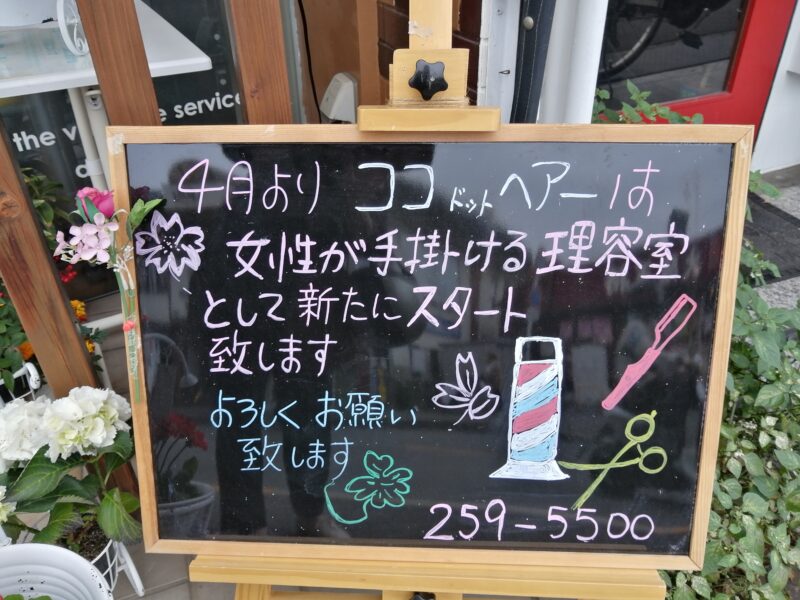 4月より ココドットヘアーは
女性が手掛ける理容室
として新たにスタート
致します
よろしくお願い
致します
259-5500
service
the